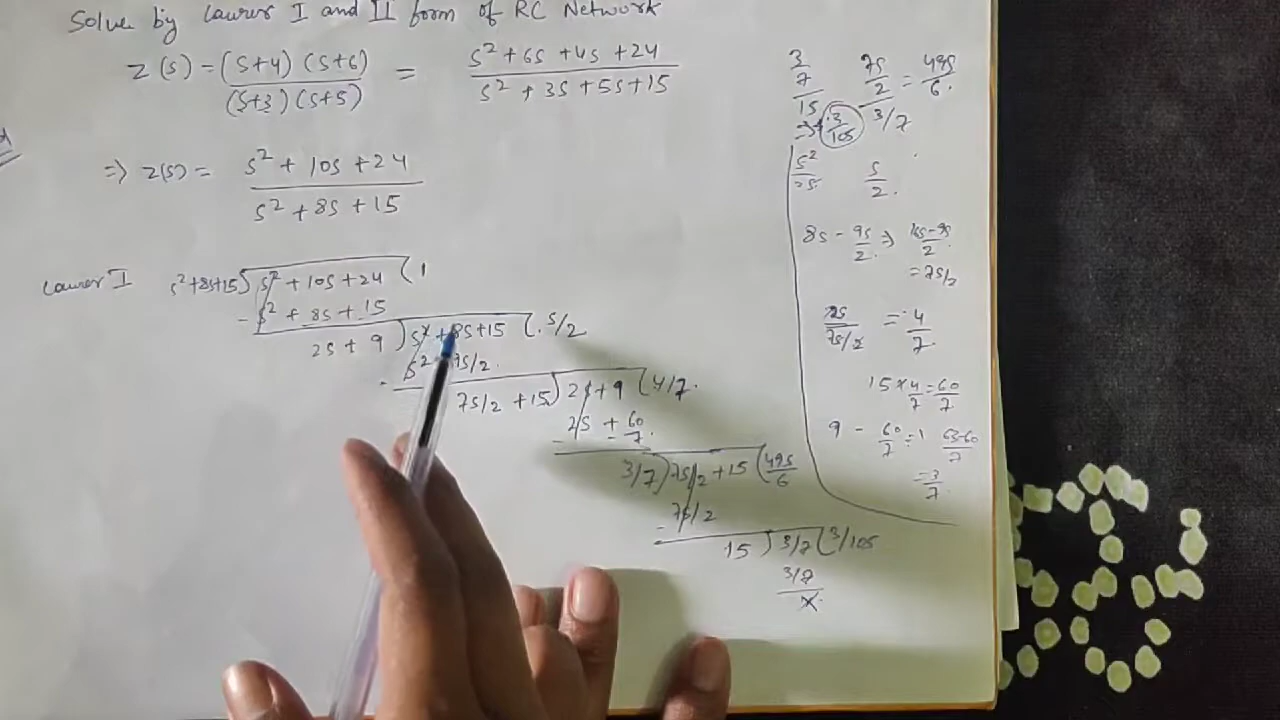 Solve by Caurer I and II form of RC Network
Z(s) = (s+4) (s+6) / (s+3) (s+5) = s² + 6s + 4s + 24 / s² + 3s + 5s + 15
=> Z(s) = s² + 10s + 24 / s² + 8s + 15
Caurer I s²+8s+15 ) s² + 10s + 24 ( 1
- s² + 8s + 15
2s + 9 ) s² + 8s + 15 ( s/2
- s² 9s/2
7s/2 + 15 ) 2s + 9 ( 4/7
- 2s + 60/7
3/7 ) 7s/2 + 15 ( 49s/6
- 7s/2
15 ) 3/7 ( 3/105
3/7
x
3/7 / 15
=> 3/105
7s/2 / 3/7 = 49s/6
s²/2s s/2
8s - 9s/2 => 16s-9s/2
= 7s/2
2s / 7s/2 = 4/7
15 × 4/7 = 60/7
9 - 60/7 = 63-60/7
= 3/7